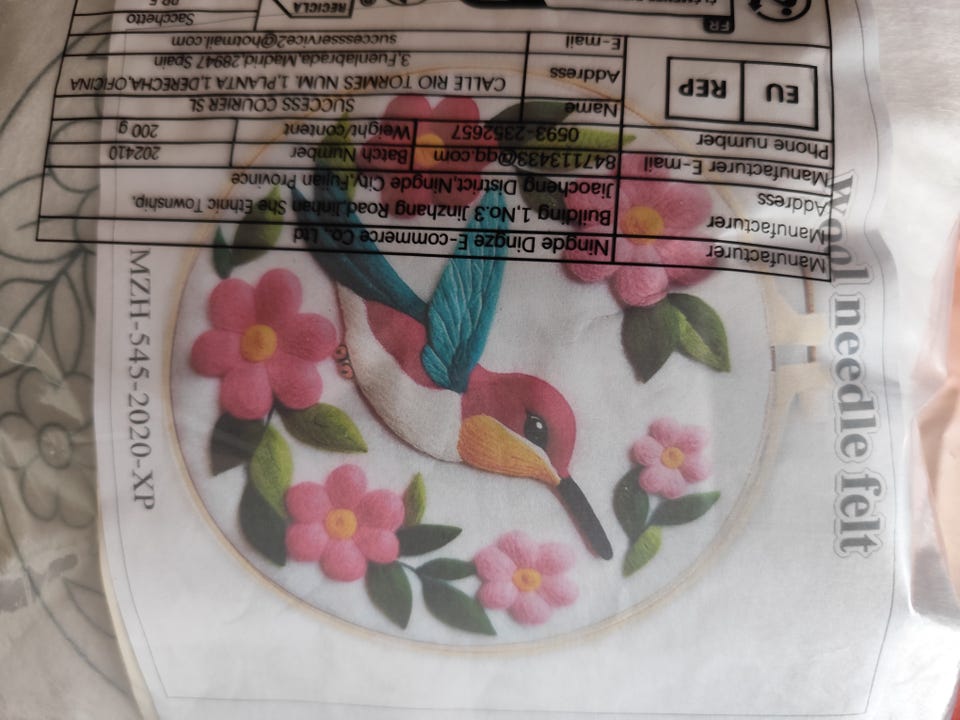 RECICLA
Sacchetto
PP 5
FR
EU REP
E-mail successservice2@hotmail.com
Address CALLE RIO TORMES NUM. 1,PLANTA 1,DERECHA,OFICINA
3,Fuenlabrada,Madrid,28947 Spain
Name SUCCESS COURIER SL
Phone number 0593-2352657 Weight/content 200 g
Manufacturer E-mail 847113433@qq.com Batch Number 202410
Manufacturer Address Building 1,No.3 Jinzhang Road,Jinhan She Ethnic Township,
Jiaocheng District,Ningde City,Fujian Province
Manufacturer Ningde Dingze E-commerce Co. Ltd
Wool needle felt
MZH-545-2020-XP